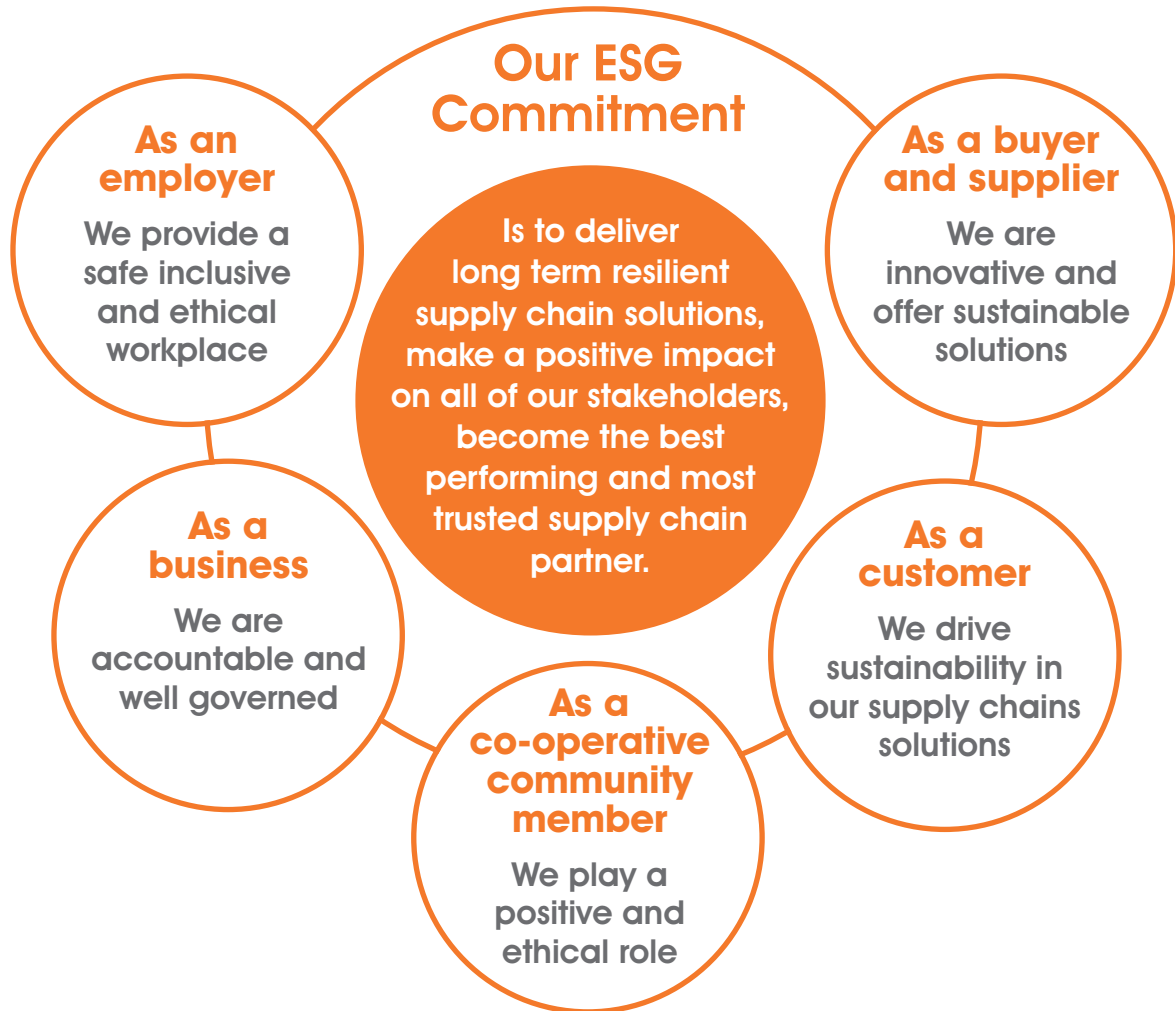 Our ESG
Commitment
As an
employer
We provide a
safe inclusive
and ethical
workplace
As a buyer
and supplier
We are
innovative and
offer sustainable
solutions
Is to deliver
long term resilient
supply chain solutions,
make a positive impact
on all of our stakeholders,
become the best
performing and most
trusted supply chain
partner.
As a
business
We are
accountable and
well governed
As a
customer
We drive
sustainability in
our supply chains
solutions
As a
co-operative
community
member
We play a
positive and
ethical role